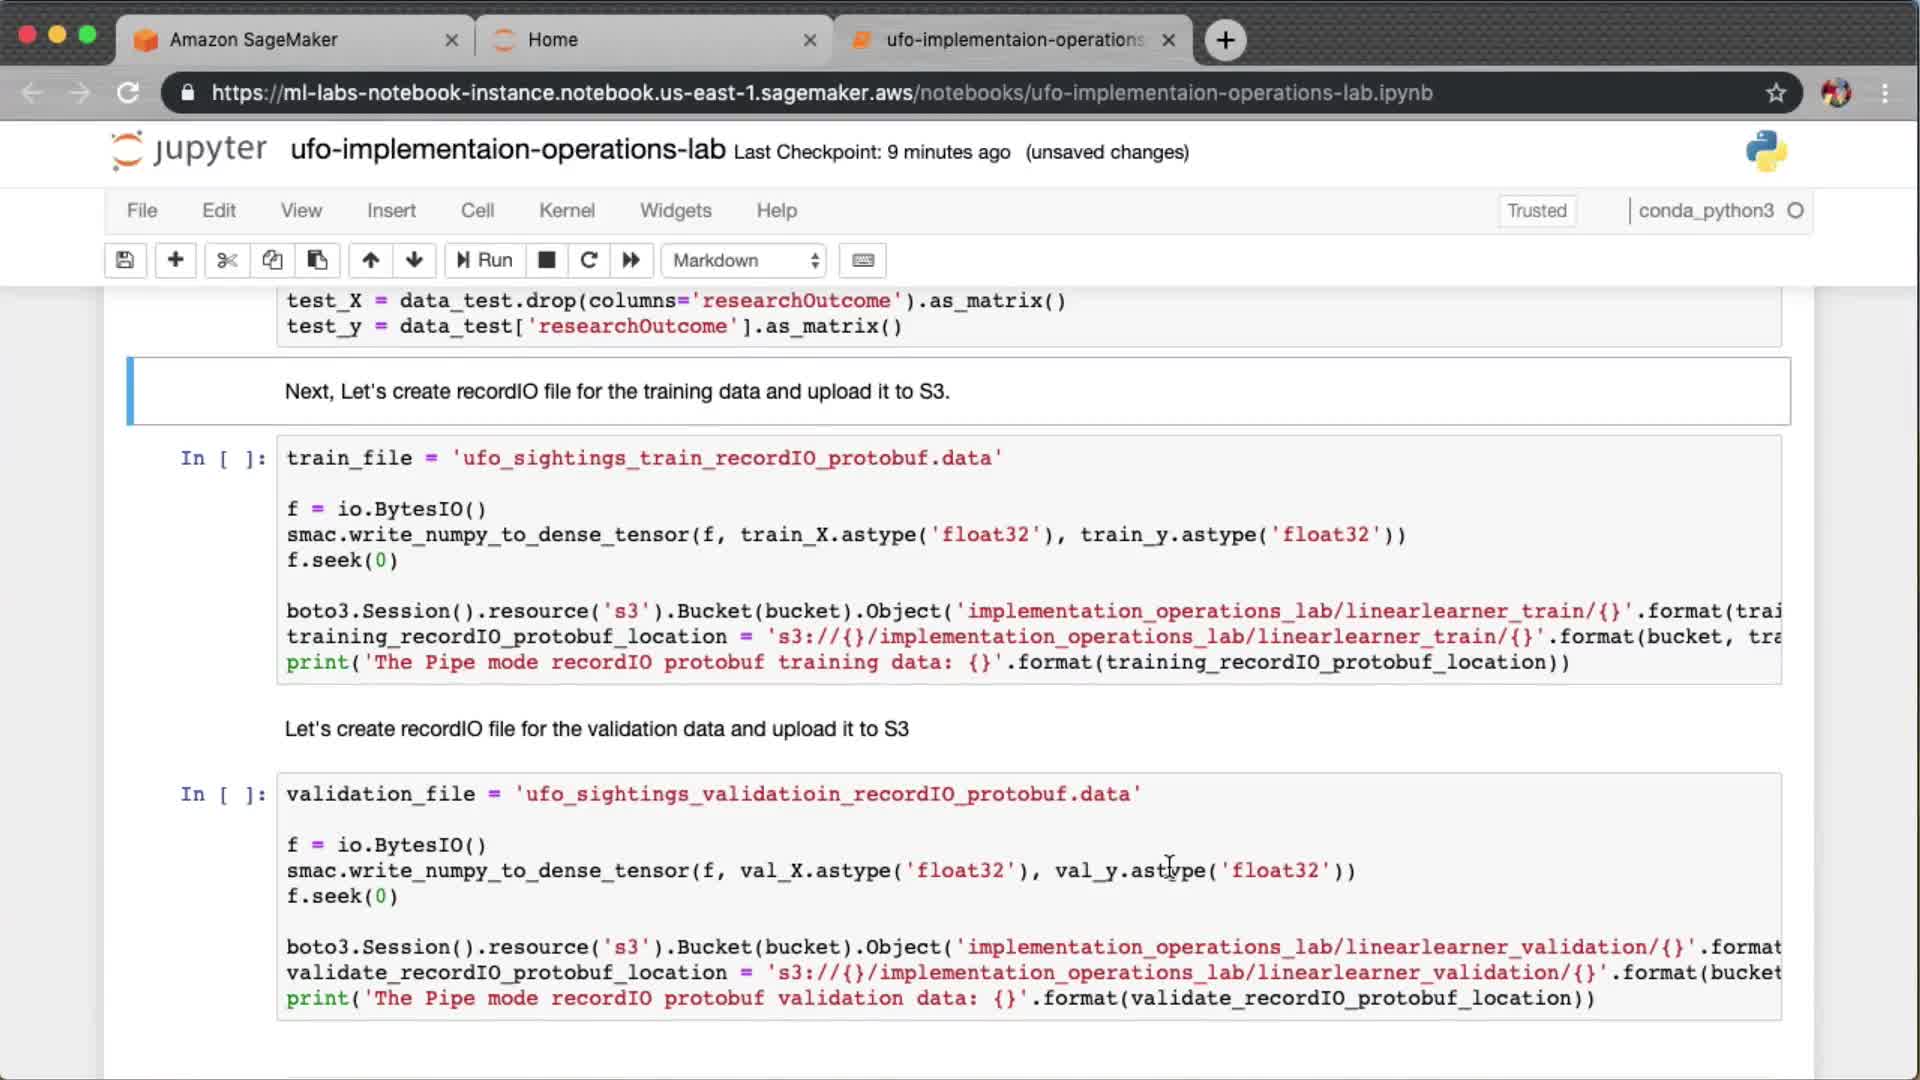 Amazon SageMaker
Home
ufo-implementaion-operations
https://ml-labs-notebook-instance.notebook.us-east-1.sagemaker.aws/notebooks/ufo-implementaion-operations-lab.ipynb
jupyter ufo-implementaion-operations-lab Last Checkpoint: 9 minutes ago (unsaved changes)
File Edit View Insert Cell Kernel Widgets Help Trusted conda_python3
Run Markdown
test_X = data_test.drop(columns='researchOutcome').as_matrix()
test_y = data_test['researchOutcome'].as_matrix()
Next, Let's create recordIO file for the training data and upload it to S3.
In [ ]: train_file = 'ufo_sightings_train_recordIO_protobuf.data'
f = io.BytesIO()
smac.write_numpy_to_dense_tensor(f, train_X.astype('float32'), train_y.astype('float32'))
f.seek(0)
boto3.Session().resource('s3').Bucket(bucket).Object('implementation_operations_lab/linearlearner_train/{}'.format(trai
training_recordIO_protobuf_location = 's3://{}/implementation_operations_lab/linearlearner_train/{}'.format(bucket, tra
print('The Pipe mode recordIO protobuf training data: {}'.format(training_recordIO_protobuf_location))
Let's create recordIO file for the validation data and upload it to S3
In [ ]: validation_file = 'ufo_sightings_validatioin_recordIO_protobuf.data'
f = io.BytesIO()
smac.write_numpy_to_dense_tensor(f, val_X.astype('float32'), val_y.astype('float32'))
f.seek(0)
boto3.Session().resource('s3').Bucket(bucket).Object('implementation_operations_lab/linearlearner_validation/{}'.format
validate_recordIO_protobuf_location = 's3://{}/implementation_operations_lab/linearlearner_validation/{}'.format(bucket
print('The Pipe mode recordIO protobuf validation data: {}'.format(validate_recordIO_protobuf_location))